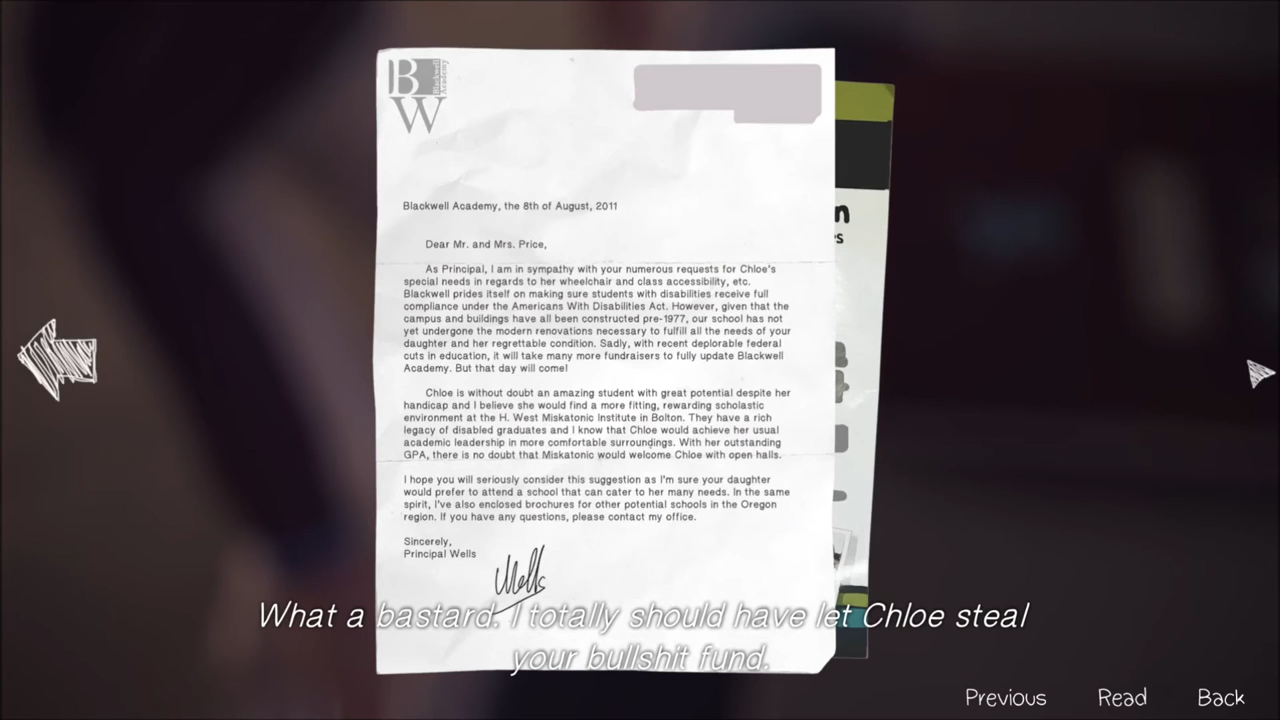 B
W
Blackwell
Academy
Blackwell Academy, the 8th of August, 2011
Dear Mr. and Mrs. Price,
As Principal, I am in sympathy with your numerous requests for Chloe's
special needs in regards to her wheelchair and class accessibility, etc.
Blackwell prides itself on making sure students with disabilities receive full
compliance under the Americans With Disabilities Act. However, given that the
campus and buildings have all been constructed pre-1977, our school has not
yet undergone the modern renovations necessary to fulfill all the needs of your
daughter and her regrettable condition. Sadly, with recent deplorable federal
cuts in education, it will take many more fundraisers to fully update Blackwell
Academy. But that day will come!
Chloe is without doubt an amazing student with great potential despite her
handicap and I believe she would find a more fitting, rewarding scholastic
environment at the H. West Miskatonic Institute in Bolton. They have a rich
legacy of disabled graduates and I know that Chloe would achieve her usual
academic leadership in more comfortable surroundings. With her outstanding
GPA, there is no doubt that Miskatonic would welcome Chloe with open halls.
I hope you will seriously consider this suggestion as I'm sure your daughter
would prefer to attend a school that can cater to her many needs. In the same
spirit, I've also enclosed brochures for other potential schools in the Oregon
region. If you have any questions, please contact my office.
Sincerely,
Principal Wells
Wells
n
s
What a bastard. I totally should have let Chloe steal
your bullshit fund.
Previous Read Back